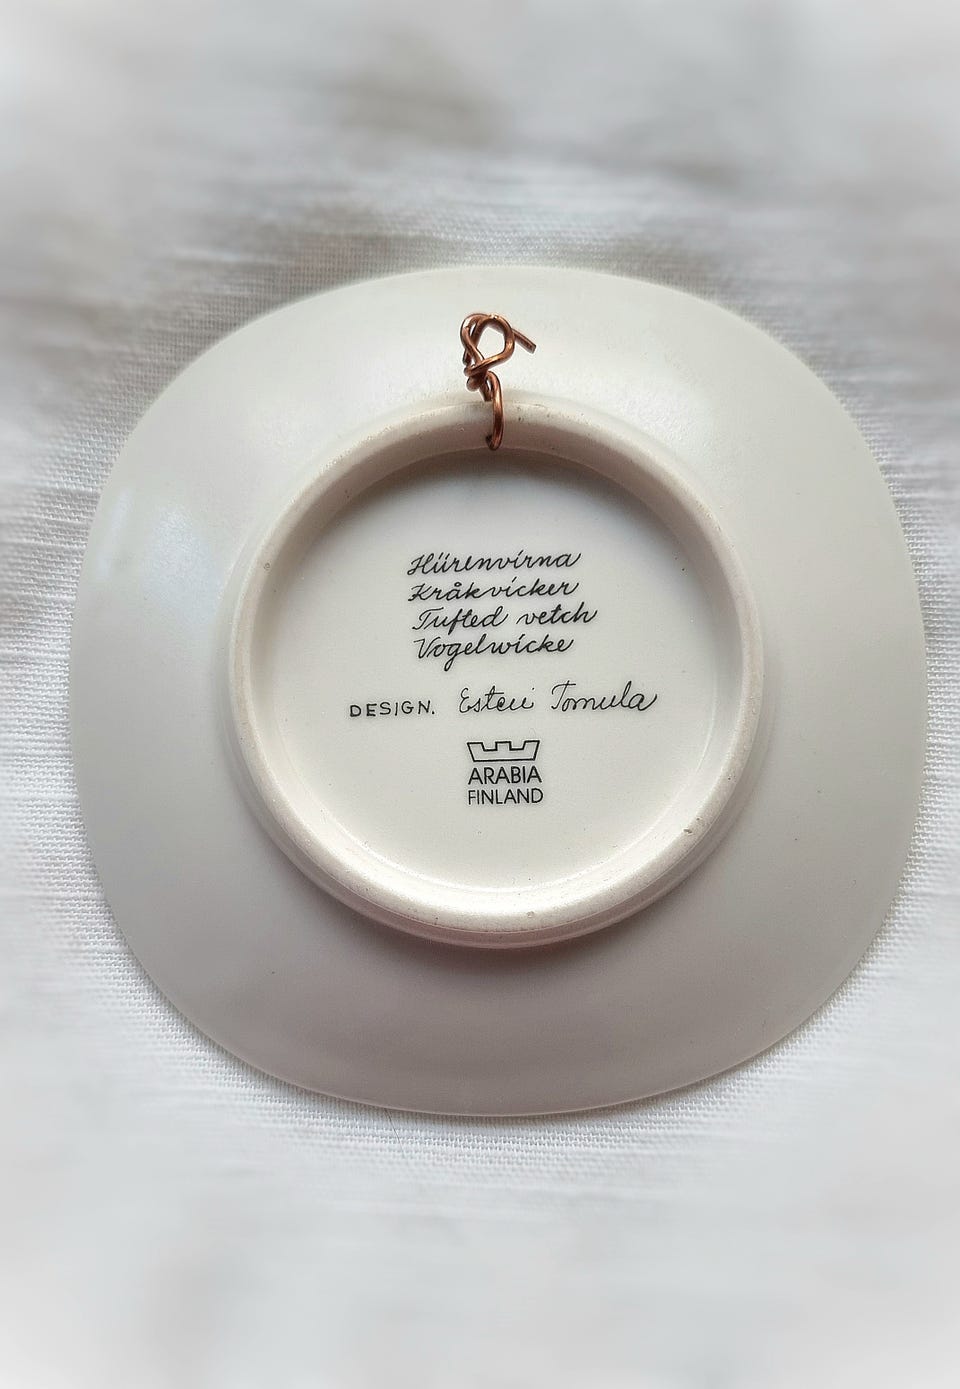 Hiirenvirna
Kråkvicker
Tufted vetch
Vogelwicke
DESIGN. Esteri Tomula
ARABIA
FINLAND